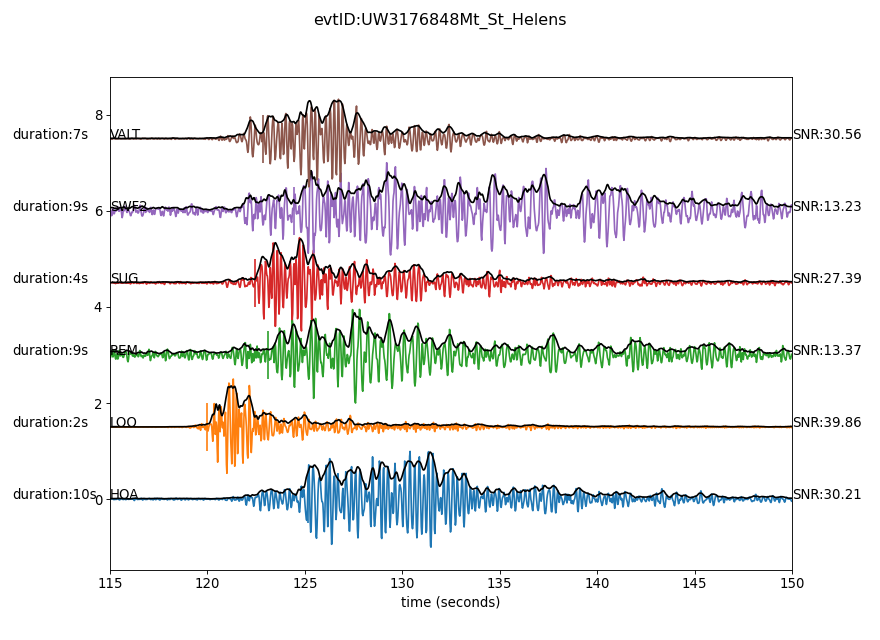 evtID:UW3176848Mt_St_Helens
8
duration:7s VALT SNR:30.56
duration:9s SWF2 SNR:13.23
6
duration:4s SUG SNR:27.39
4
duration:9s REM SNR:13.37
2
duration:2s LOO SNR:39.86
duration:10s HOA SNR:30.21
0
115 120 125 130 135 140 145 150
time (seconds)